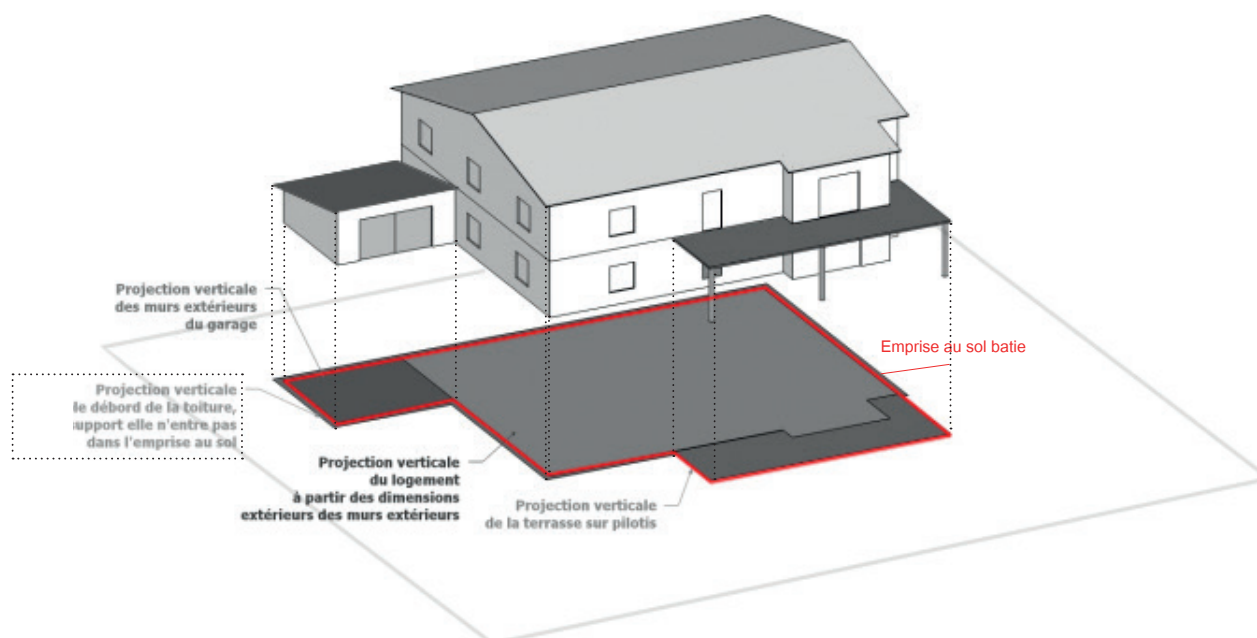 Projection verticale
des murs extérieurs
du garage
Emprise au sol batie
Projection verticale
le débord de la toiture,
support elle n'entre pas
dans l'emprise au sol
Projection verticale
du logement
à partir des dimensions
extérieurs des murs extérieurs
Projection verticale
de la terrasse sur pilotis